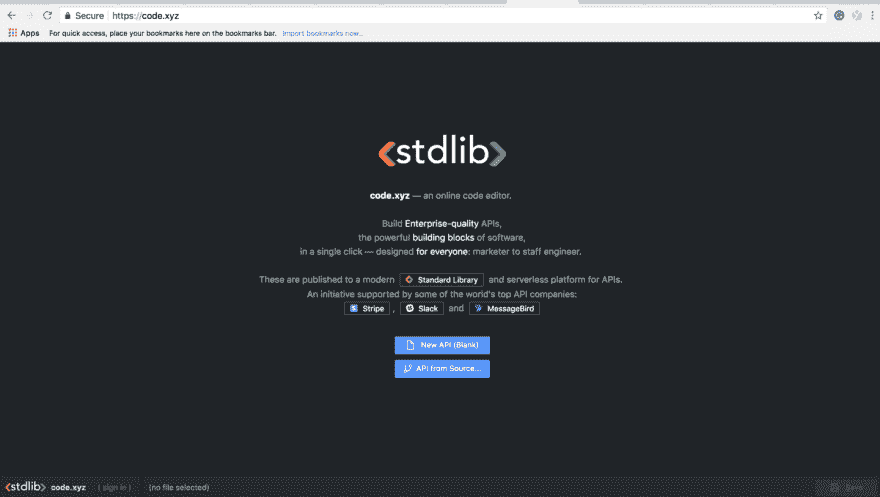 Secure https://code.xyz
Apps For quick access, place your bookmarks here on the bookmarks bar. Import bookmarks now...
<stdlib>
code.xyz — an online code editor.
Build Enterprise-quality APIs,
the powerful building blocks of software,
in a single click — designed for everyone: marketer to staff engineer.
These are published to a modern Standard Library and serverless platform for APIs.
An initiative supported by some of the world's top API companies:
Stripe , Slack and MessageBird
New API (Blank)
API from Source...
<stdlib> code.xyz ( sign in ) (no file selected) Save